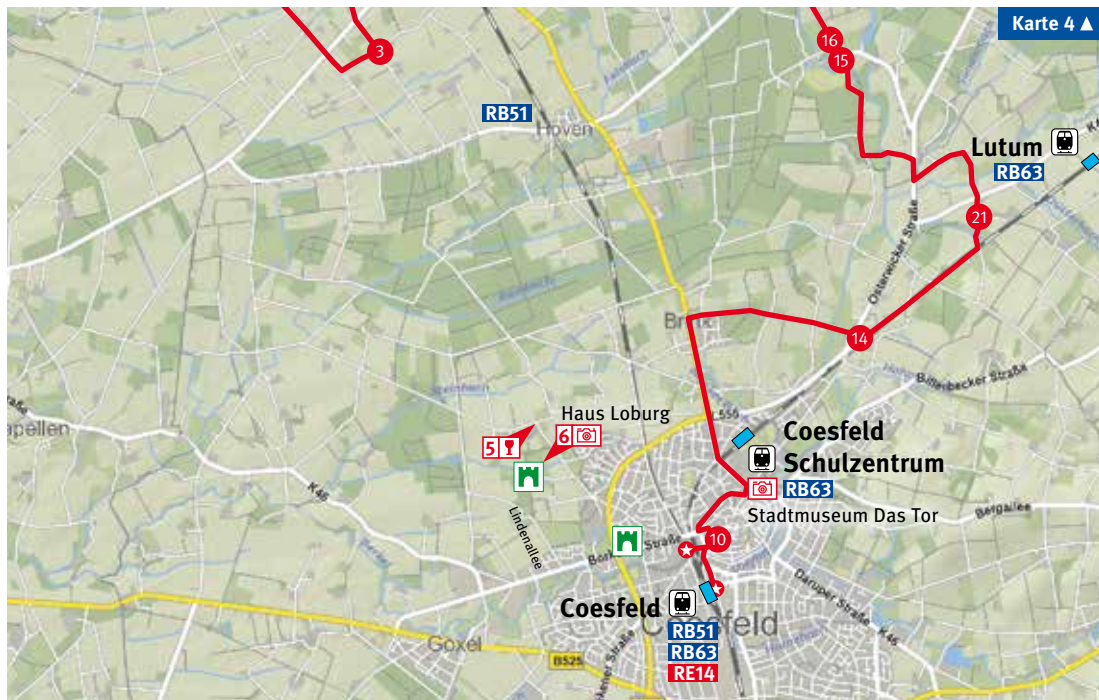 Karte 4 ▲
3
16
15
RB51
Hoven
Lutum
RB63
21
Osterwicker Straße
14
Billerbecker Straße
L550
Haus Loburg
5
6
Coesfeld
Schulzentrum
RB63
Stadtmuseum Das Tor
Lindenallee
K46
Bergallee
10
Daruper Straße
K46
Coesfeld
Coesfeld
RB51
RB63
RE14
Goxel
B525